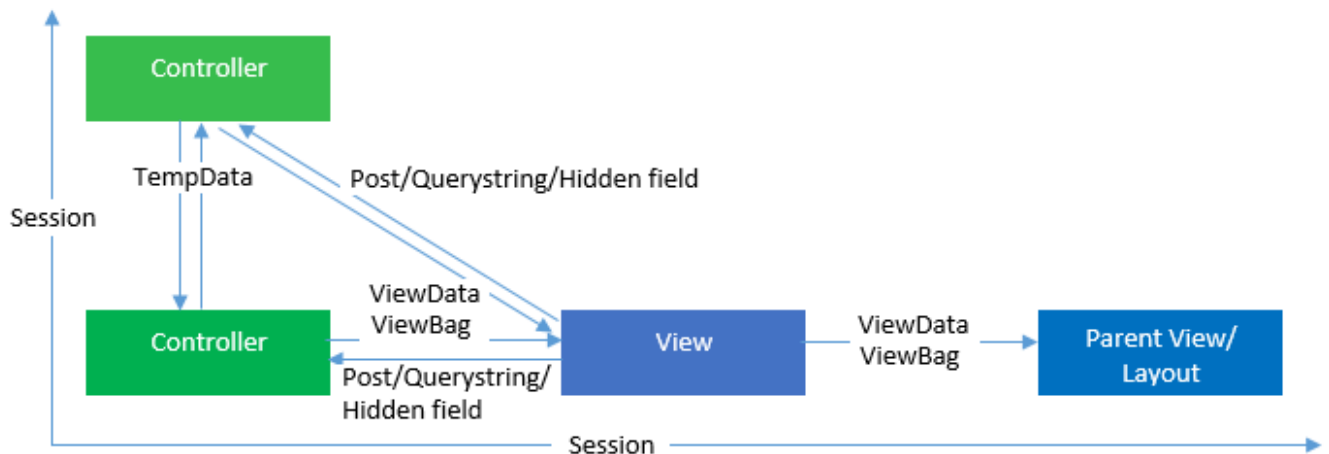 Controller
TempData
Post/Querystring/Hidden field
Session
ViewData
ViewBag
Controller
View
ViewData
ViewBag
Parent View/
Layout
Post/Querystring/
Hidden field
Session